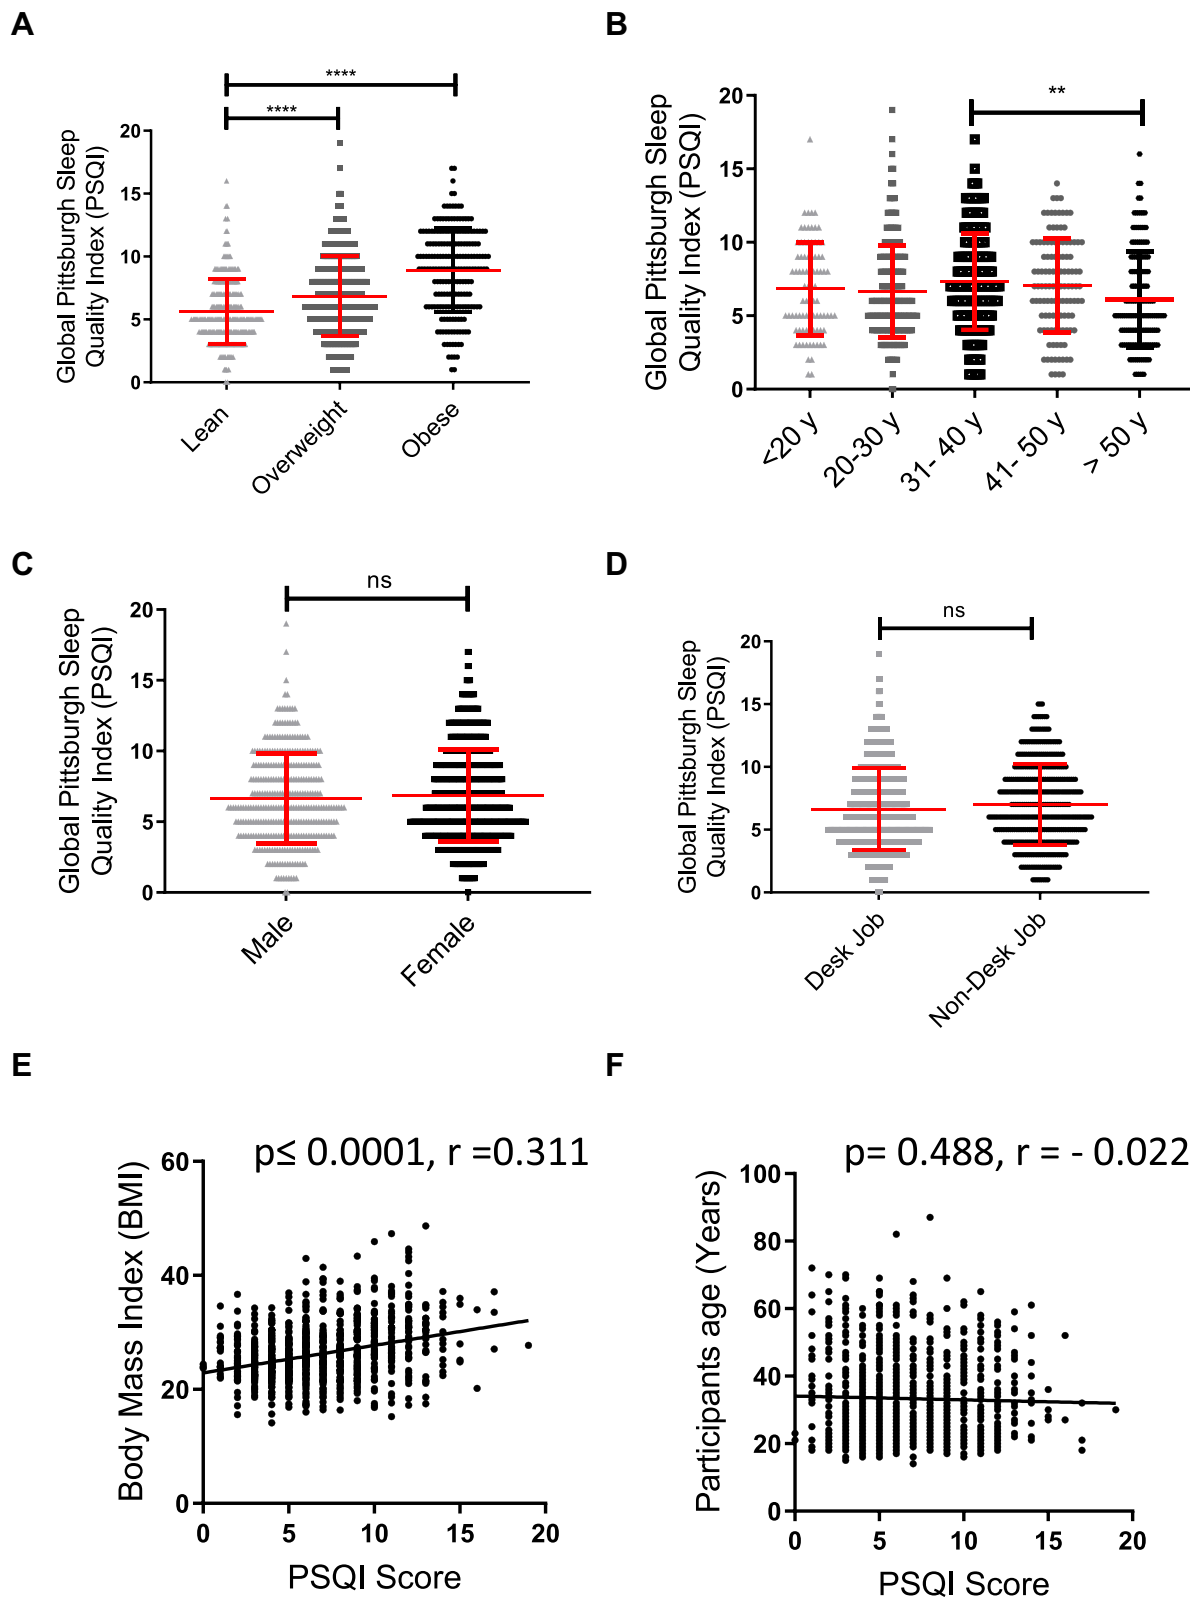 A
B
****
****
Global Pittsburgh Sleep
Quality Index (PSQI)
20
15
10
5
0
Lean
Overweight
Obese
**
Global Pittsburgh Sleep
Quality Index (PSQI)
20
15
10
5
0
<20 y
20-30 y
31- 40 y
41- 50 y
> 50 y
C
D
ns
Global Pittsburgh Sleep
Quality Index (PSQI)
20
15
10
5
0
Male
Female
ns
Global Pittsburgh Sleep
Quality Index (PSQI)
20
15
10
5
0
Desk Job
Non-Desk Job
E
F
p≤ 0.0001, r =0.311
Body Mass Index (BMI)
60
40
20
0
0
5
10
15
20
PSQI Score
p= 0.488, r = - 0.022
Participants age (Years)
100
80
60
40
20
0
0
5
10
15
20
PSQI Score